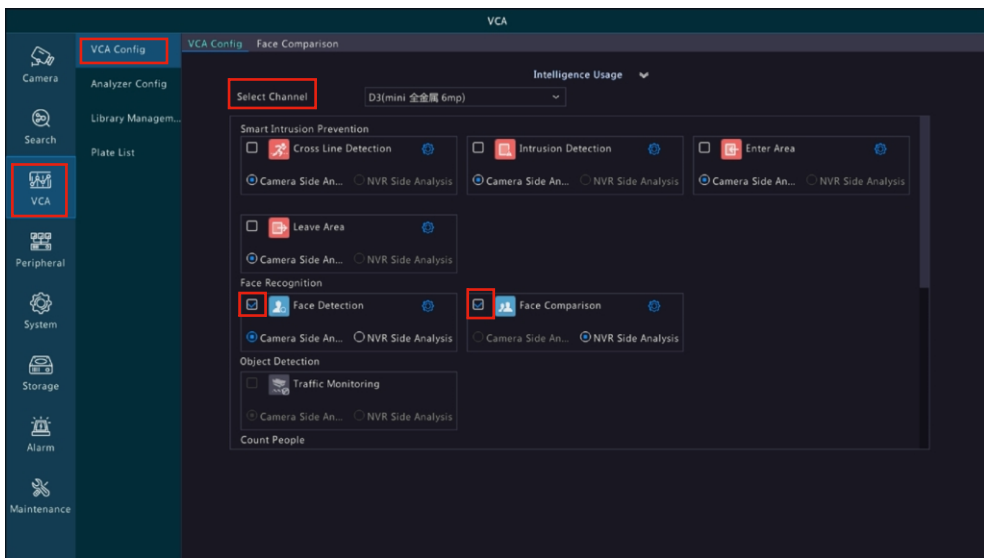 VCA
VCA Config
Face Comparison
Camera
Search
VCA
Peripheral
System
Storage
Alarm
Maintenance
VCA Config
Analyzer Config
Library Managem...
Plate List
Intelligence Usage
Select Channel
D3(mini 全金属 6mp)
Smart Intrusion Prevention
Cross Line Detection
Camera Side An... NVR Side Analysis
Intrusion Detection
Camera Side An... NVR Side Analysis
Enter Area
Camera Side An... NVR Side Analysis
Leave Area
Camera Side An... NVR Side Analysis
Face Recognition
Face Detection
Camera Side An... NVR Side Analysis
Face Comparison
Camera Side An... NVR Side Analysis
Object Detection
Traffic Monitoring
Camera Side An... NVR Side Analysis
Count People